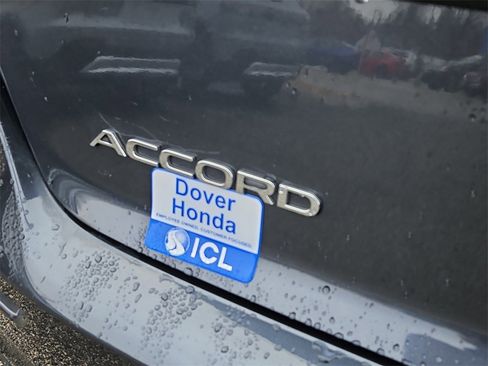 ACCORD
Dover
Honda
EMPLOYEE OWNED. CUSTOMER FOCUSED.
ICL